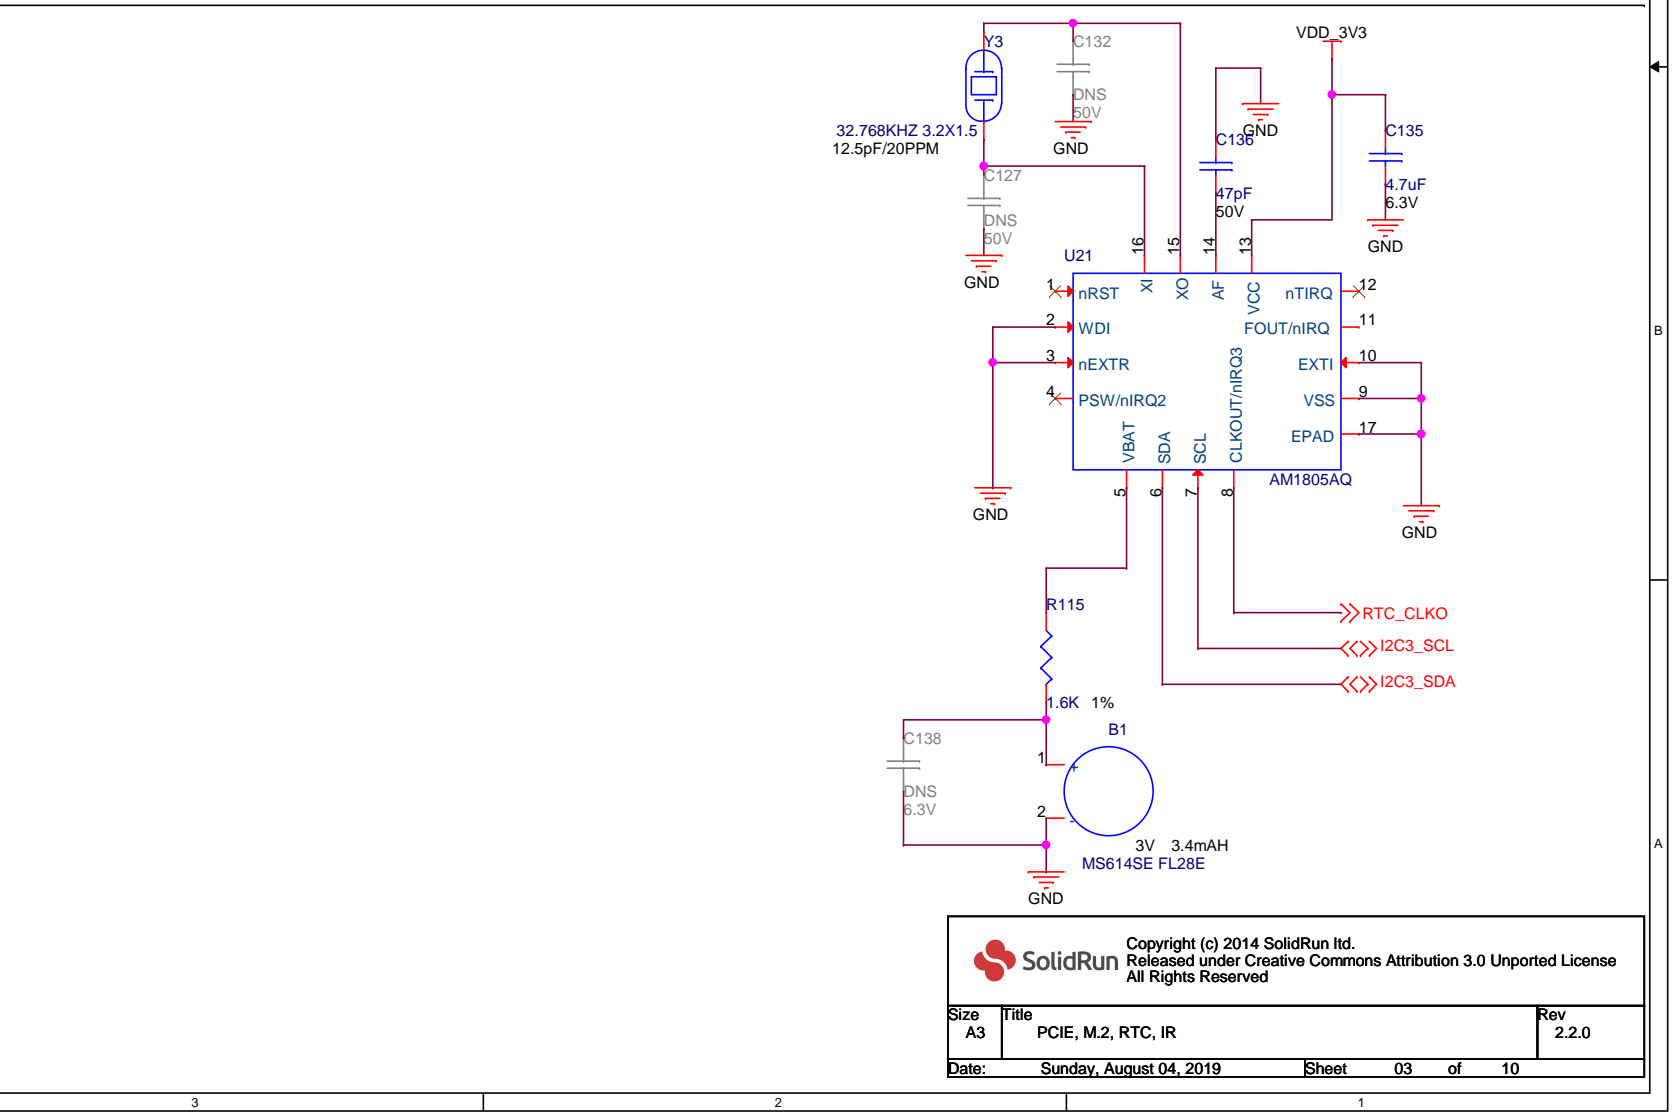 VDD_3V3
Y3
C132
DNS
50V
GND
GND
32.768KHZ 3.2X1.5
12.5pF/20PPM
C136
47pF
50V
C135
4.7uF
6.3V
GND
C127
DNS
50V
GND
U21
16
15
14
13
XI
XO
AF
VCC
1
nRST
nTIRQ
12
2
WDI
FOUT/nIRQ
11
3
nEXTR
EXTI
10
4
PSW/nIRQ2
VSS
9
EPAD
17
VBAT
SDA
SCL
CLKOUT/nIRQ3
AM1805AQ
5
6
7
8
GND
GND
R115
1.6K 1%
RTC_CLKO
I2C3_SCL
I2C3_SDA
C138
DNS
6.3V
B1
1
+
2
-
3V 3.4mAH
MS614SE FL28E
GND
B
A
SolidRun
Copyright (c) 2014 SolidRun ltd.
Released under Creative Commons Attribution 3.0 Unported License
All Rights Reserved
Size
A3
Title
PCIE, M.2, RTC, IR
Rev
2.2.0
Date: Sunday, August 04, 2019
Sheet 03 of 10
3
2
1